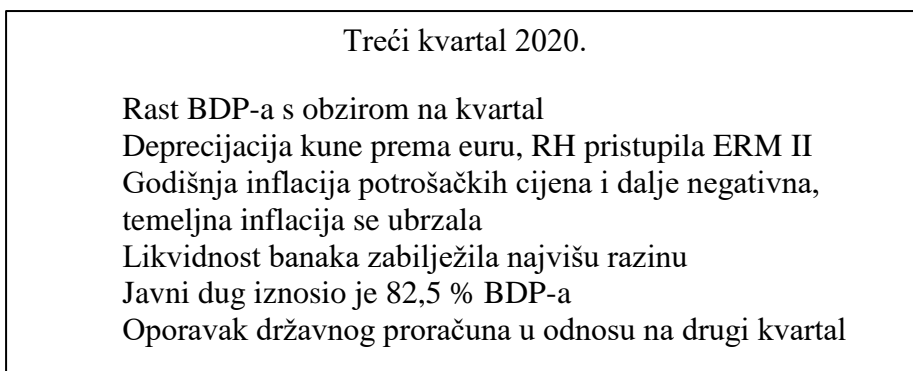 Treći kvartal 2020.
Rast BDP-a s obzirom na kvartal
Deprecijacija kune prema euru, RH pristupila ERM II
Godišnja inflacija potrošačkih cijena i dalje negativna,
temeljna inflacija se ubrzala
Likvidnost banaka zabilježila najvišu razinu
Javni dug iznosio je 82,5 % BDP-a
Oporavak državnog proračuna u odnosu na drugi kvartal